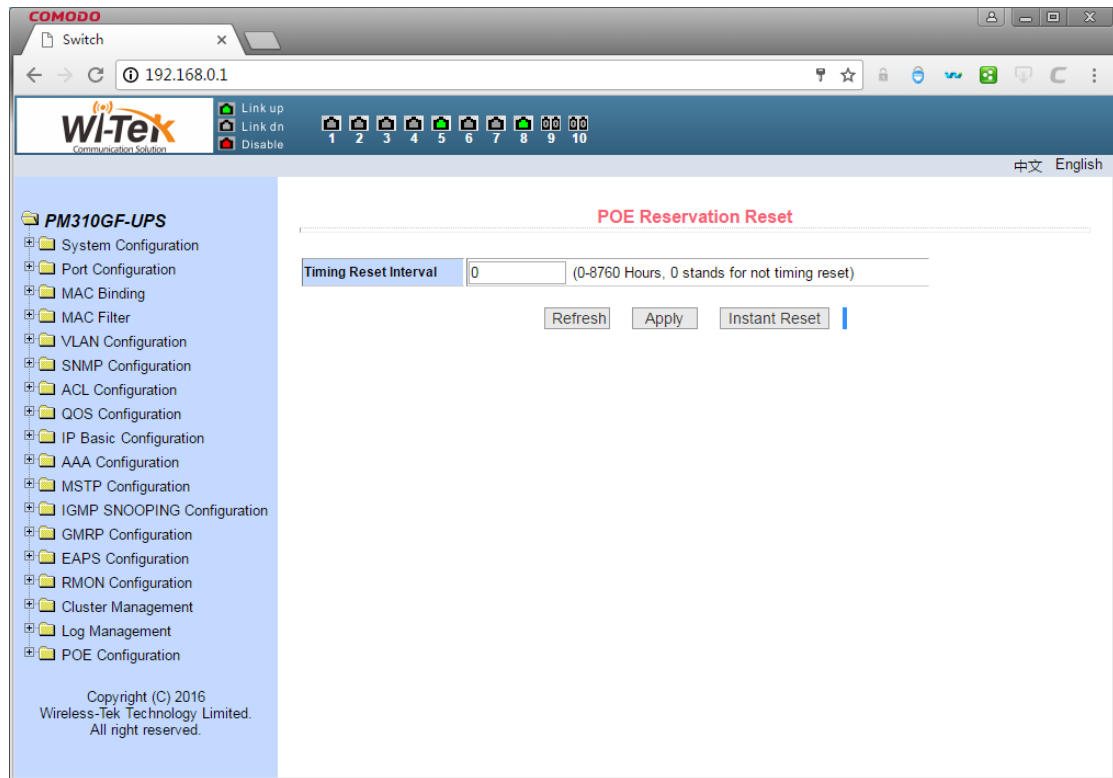 COMODO
Switch
192.168.0.1
WI-TEK
Communication Solution
Link up
Link dn
Disable
1 2 3 4 5 6 7 8 9 10
中文 English
PM310GF-UPS
System Configuration
Port Configuration
MAC Binding
MAC Filter
VLAN Configuration
SNMP Configuration
ACL Configuration
QOS Configuration
IP Basic Configuration
AAA Configuration
MSTP Configuration
IGMP SNOOPING Configuration
GMRP Configuration
EAPS Configuration
RMON Configuration
Cluster Management
Log Management
POE Configuration
Copyright (C) 2016
Wireless-Tek Technology Limited.
All right reserved.
POE Reservation Reset
Timing Reset Interval 0 (0-8760 Hours, 0 stands for not timing reset)
Refresh Apply Instant Reset